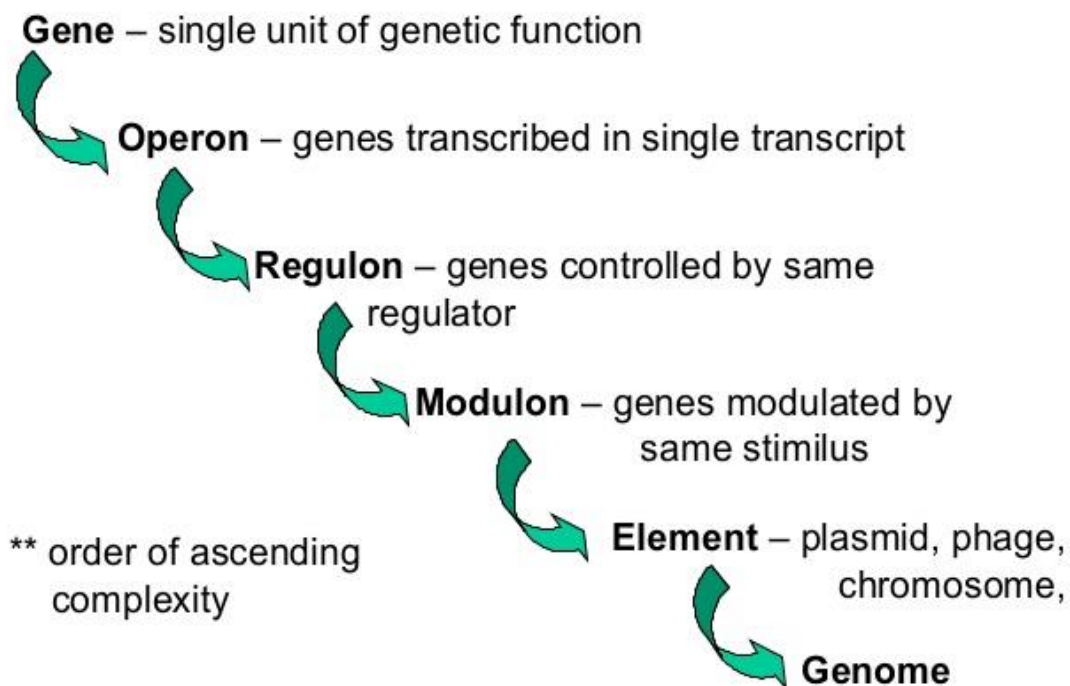 Gene – single unit of genetic function
Operon – genes transcribed in single transcript
Regulon – genes controlled by same
regulator
Modulon – genes modulated by
same stimilus
Element – plasmid, phage,
chromosome,
** order of ascending
complexity
Genome